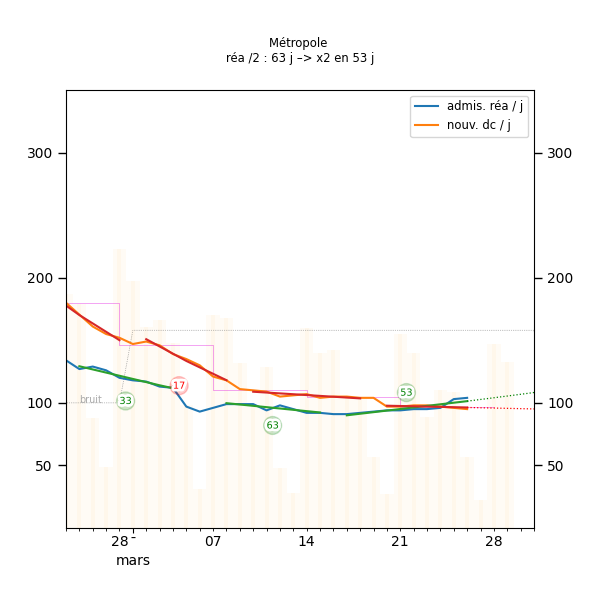 Métropole
réa /2 : 63 j –> x2 en 53 j
admis. réa / j
nouv. dc / j
300
300
200
200
17
53
100
bruit
33
100
62
50
50
28
07
14
21
28
mars